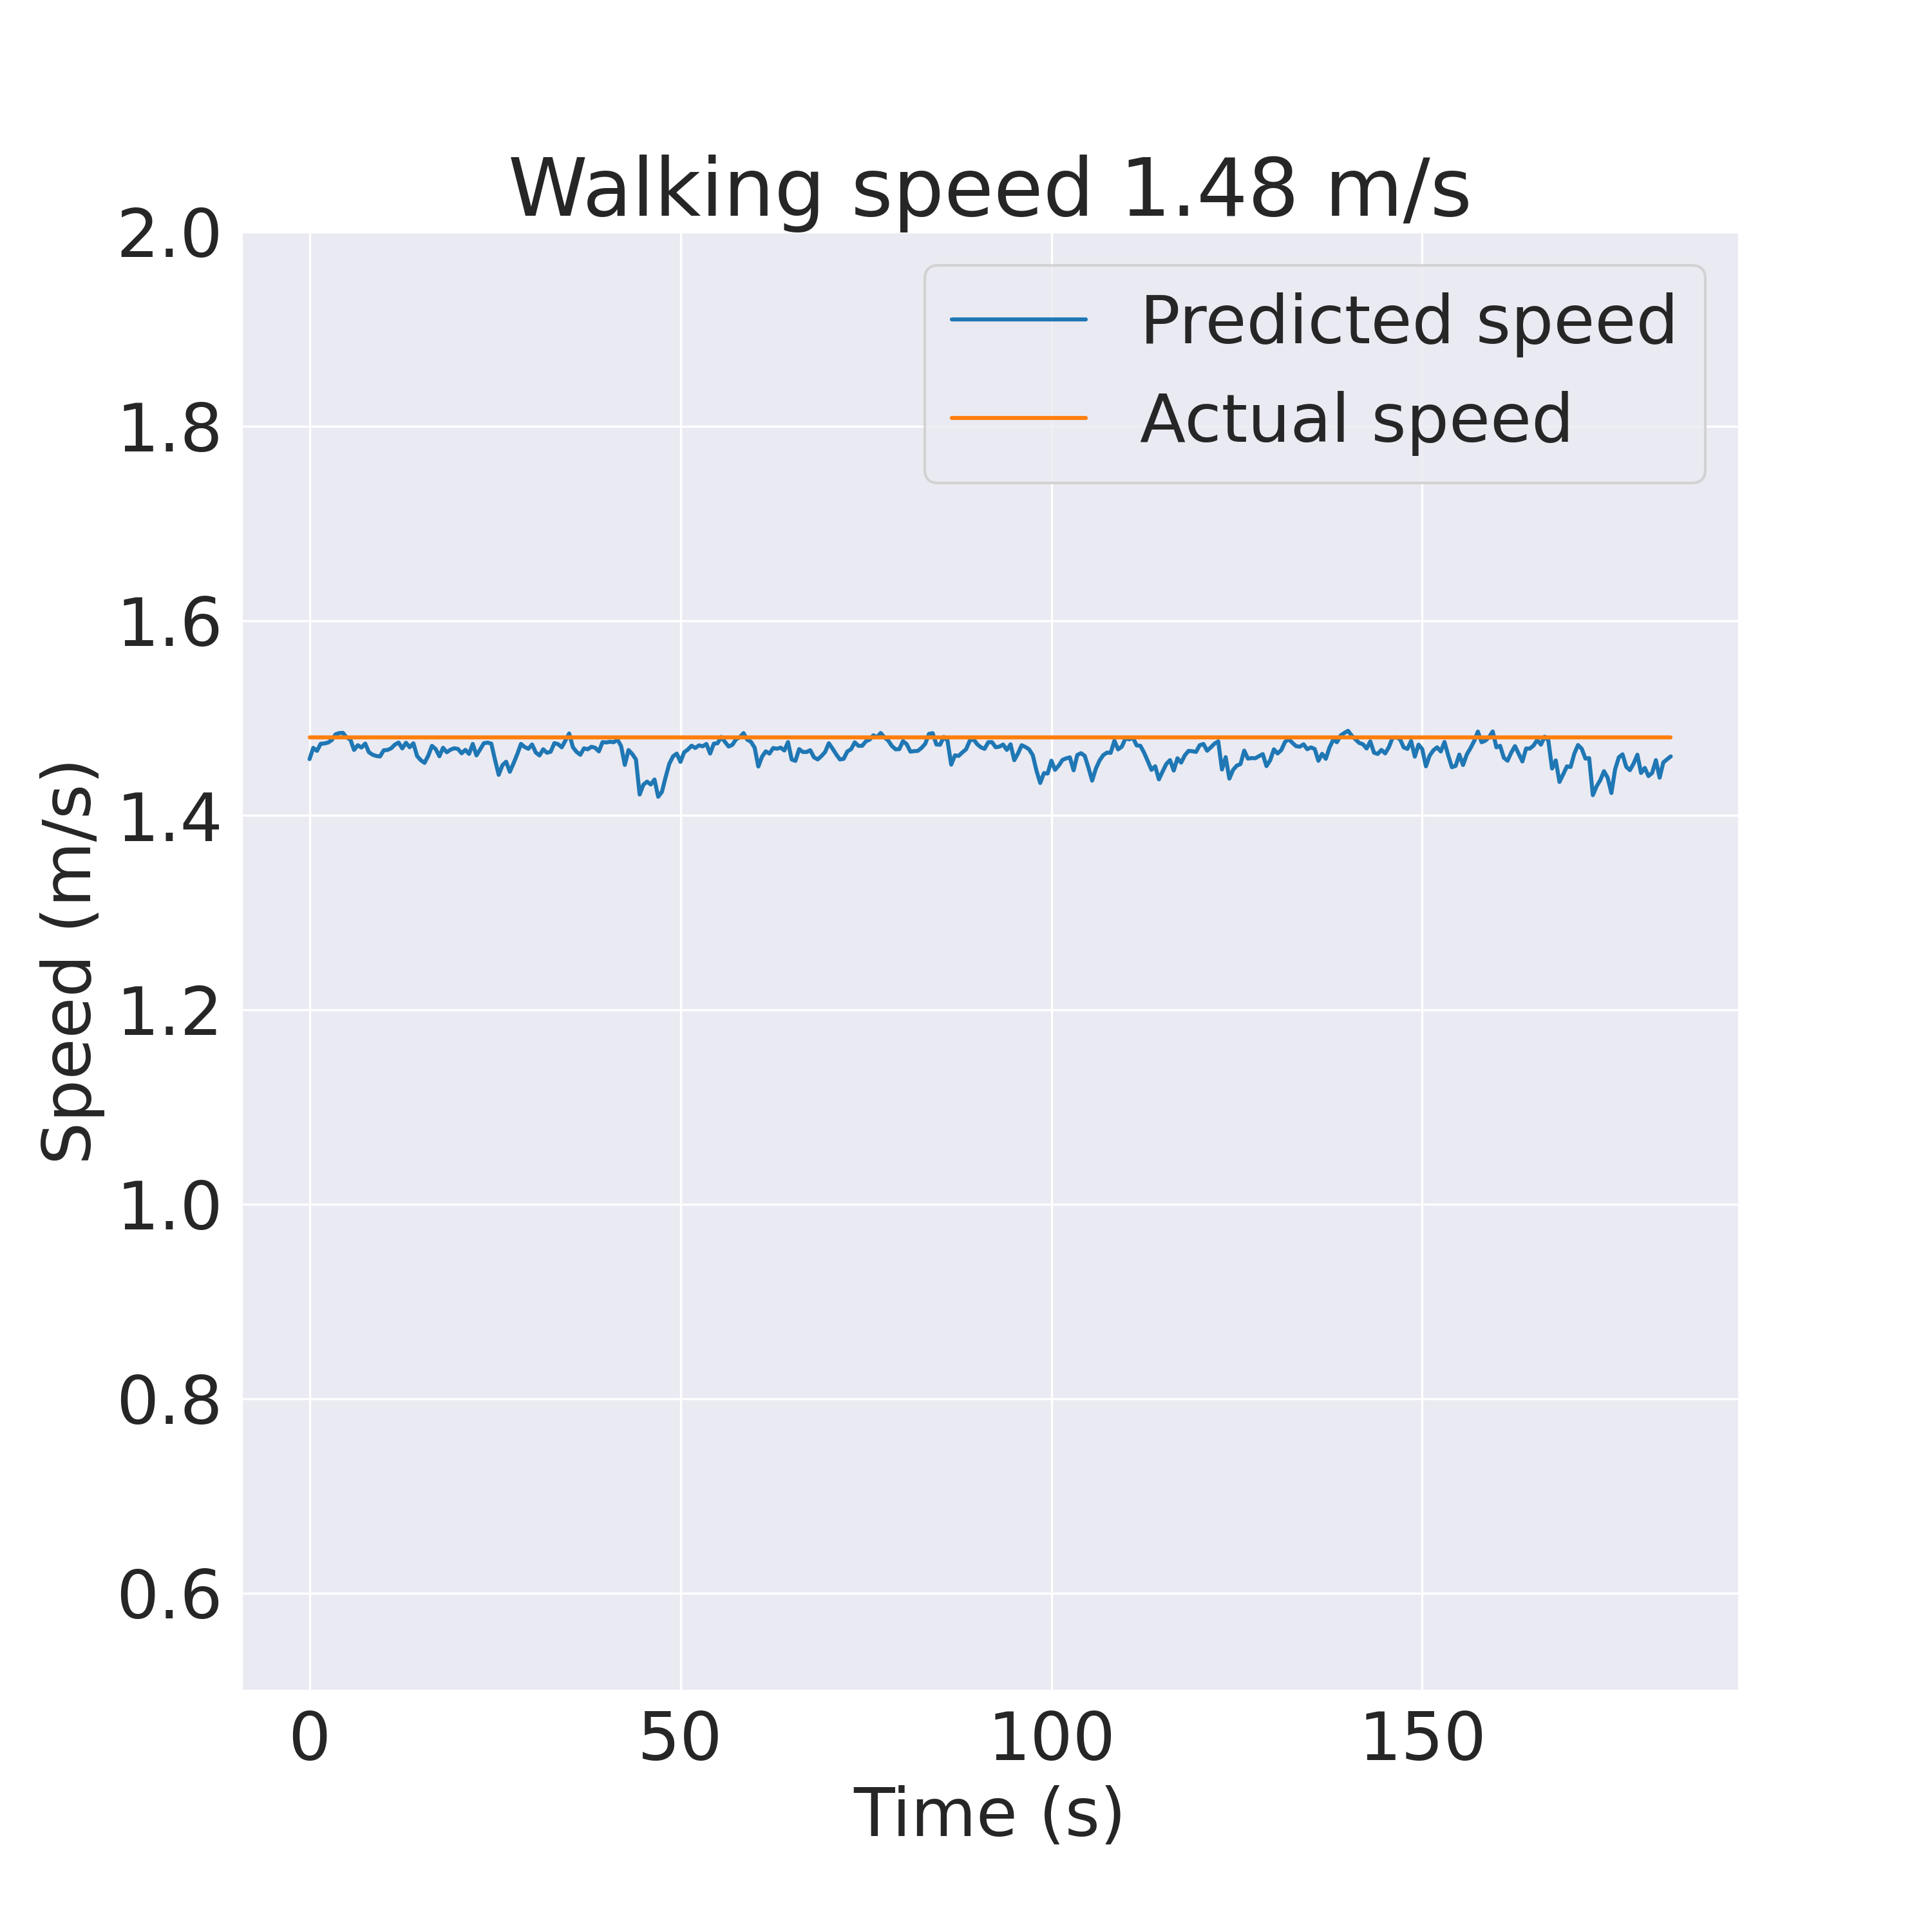 Walking speed 1.48 m/s
Predicted speed
Actual speed
2.0
1.8
1.6
1.4
1.2
1.0
0.8
0.6
Speed (m/s)
0 50 100 150
Time (s)